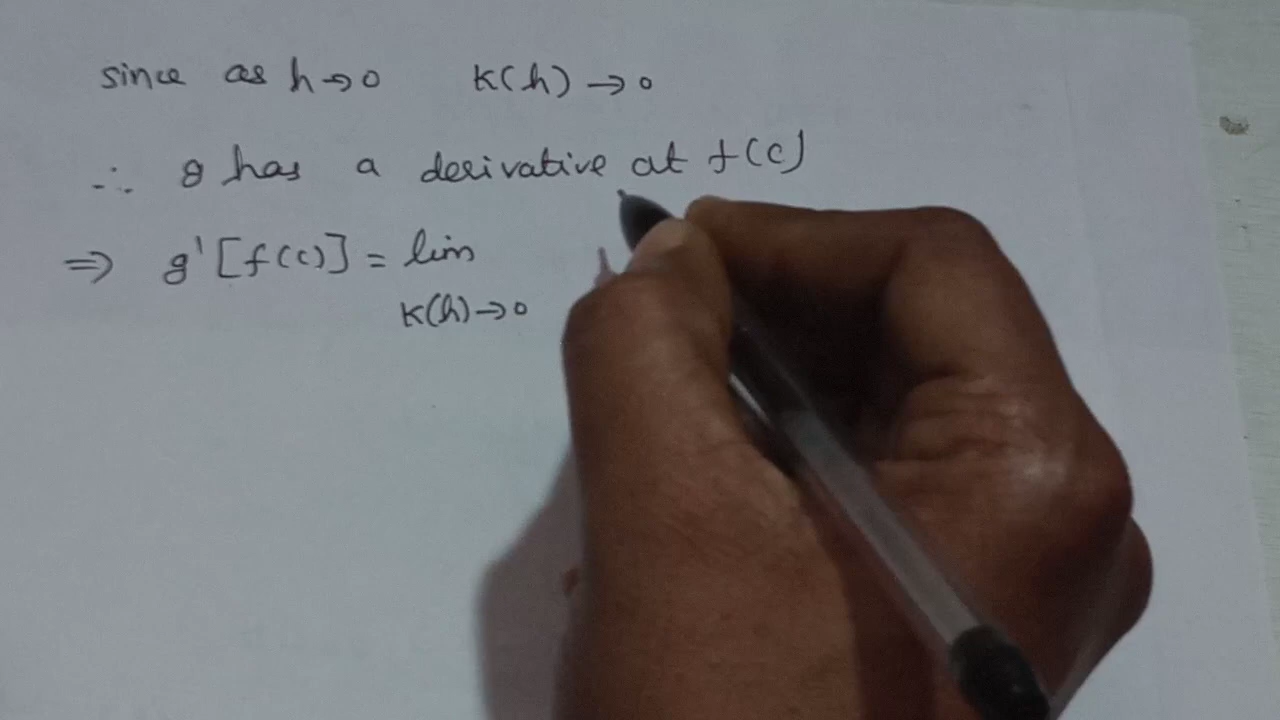 since as h→0 K(h)→0
∴ g has a derivative at f(c)
⇒ g'[f(c)] = lim
K(h)→0